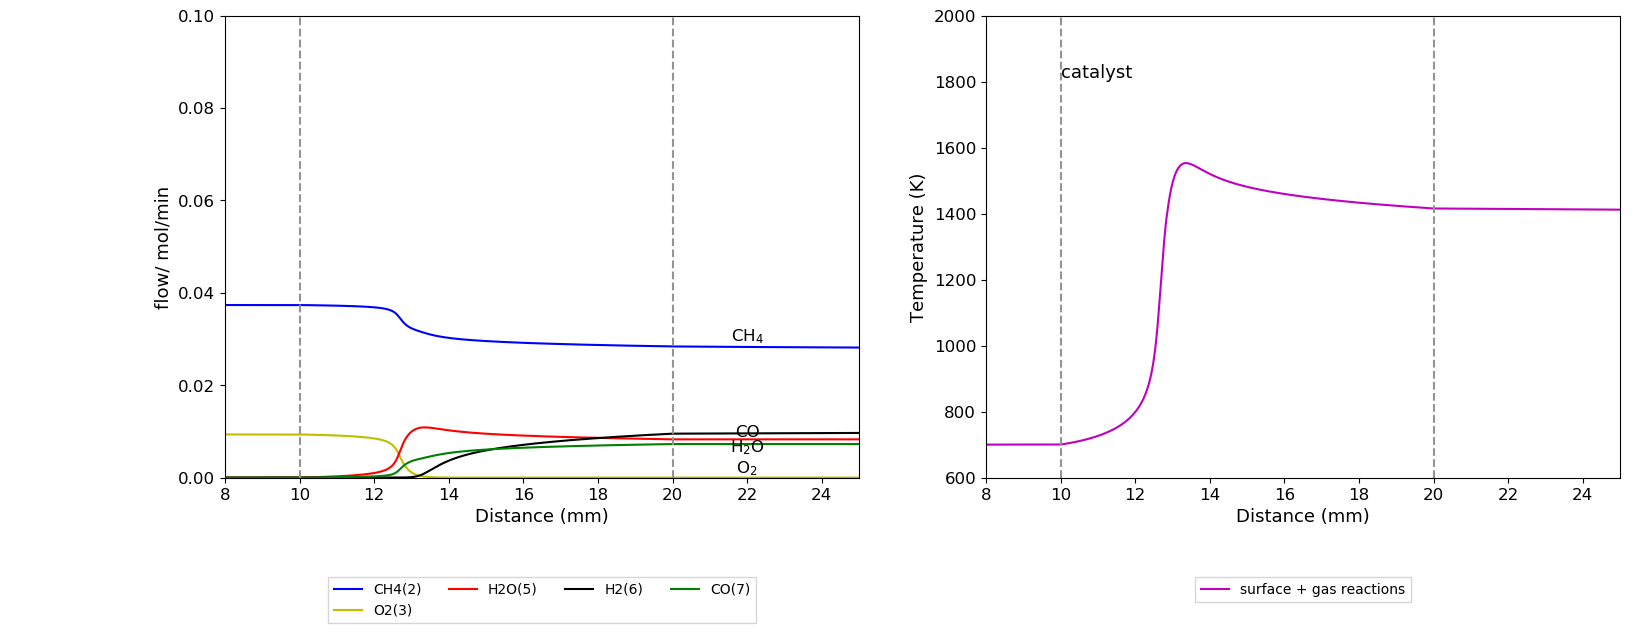 0.10
0.08
0.06
0.04
0.02
0.00
flow/ mol/min
CH₄
CO
H₂O
O₂
8 10 12 14 16 18 20 22 24
Distance (mm)
CH4(2) H2O(5) H2(6) CO(7)
O2(3)
2000
1800
1600
1400
1200
1000
800
600
Temperature (K)
catalyst
8 10 12 14 16 18 20 22 24
Distance (mm)
surface + gas reactions